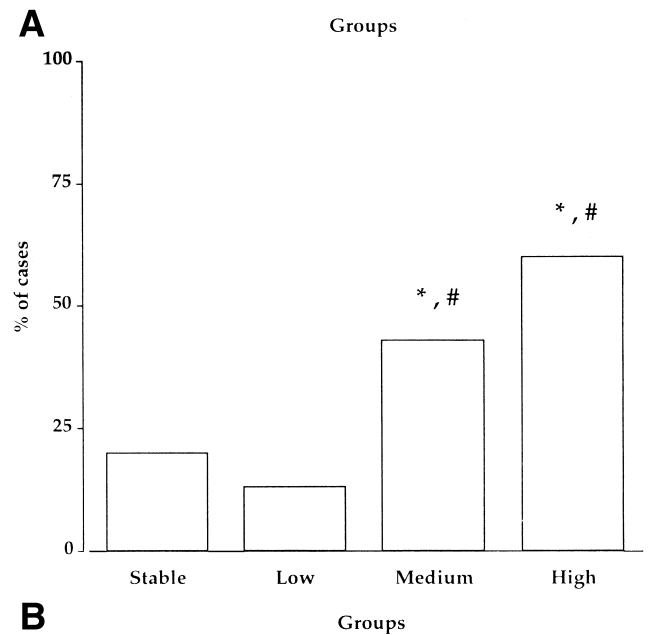 A
Groups
100
75
50
25
0
% of cases
*, #
*, #
Stable Low Medium High
B
Groups